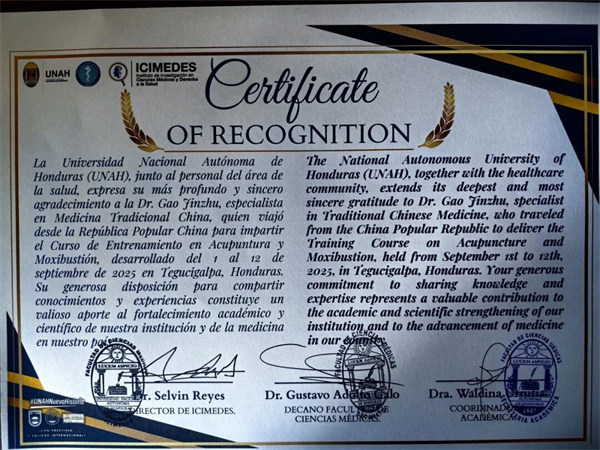 UNAH
ICIMEDES
Instituto de Investigación en
Ciencias Médicas y Derecho
a la Salud
Certificate
OF RECOGNITION
La Universidad Nacional Autónoma de
Honduras (UNAH), junto al personal del área de
la salud, expresa su más profundo y sincero
agradecimiento a la Dr. Gao Jinzhu, especialista
en Medicina Tradicional China, quien viajó
desde la República Popular China para impartir
el Curso de Entrenamiento en Acupuntura y
Moxibustión, desarrollado del 1 al 12 de
septiembre de 2025 en Tegucigalpa, Honduras.
Su generosa disposición para compartir
conocimientos y experiencias constituye un
valioso aporte al fortalecimiento académico y
científico de nuestra institución y de la medicina
en nuestro
The National Autonomous University of
Honduras (UNAH), together with the healthcare
community, extends its deepest and most
sincere gratitude to Dr. Gao Jinzhu, specialist
in Traditional Chinese Medicine, who traveled
from the China Popular Republic to deliver the
Training Course on Acupuncture and
Moxibustion, held from September 1st to 12th,
2025, in Tegucigalpa, Honduras. Your generous
commitment to sharing knowledge and
expertise represents a valuable contribution to
the academic and scientific strengthening of our
institution and to the advancement of medicine
in our
Selvin Reyes
DIRECTOR DE ICIMEDES.
Dr. Gustavo
DECANO
CIENCIAS MÉDICAS.
Dra. Waldina
#UNAHNuevaHistoria
LUCEM ASPICIO
LUCEM ASPICIO
LUCEM ASPICIO